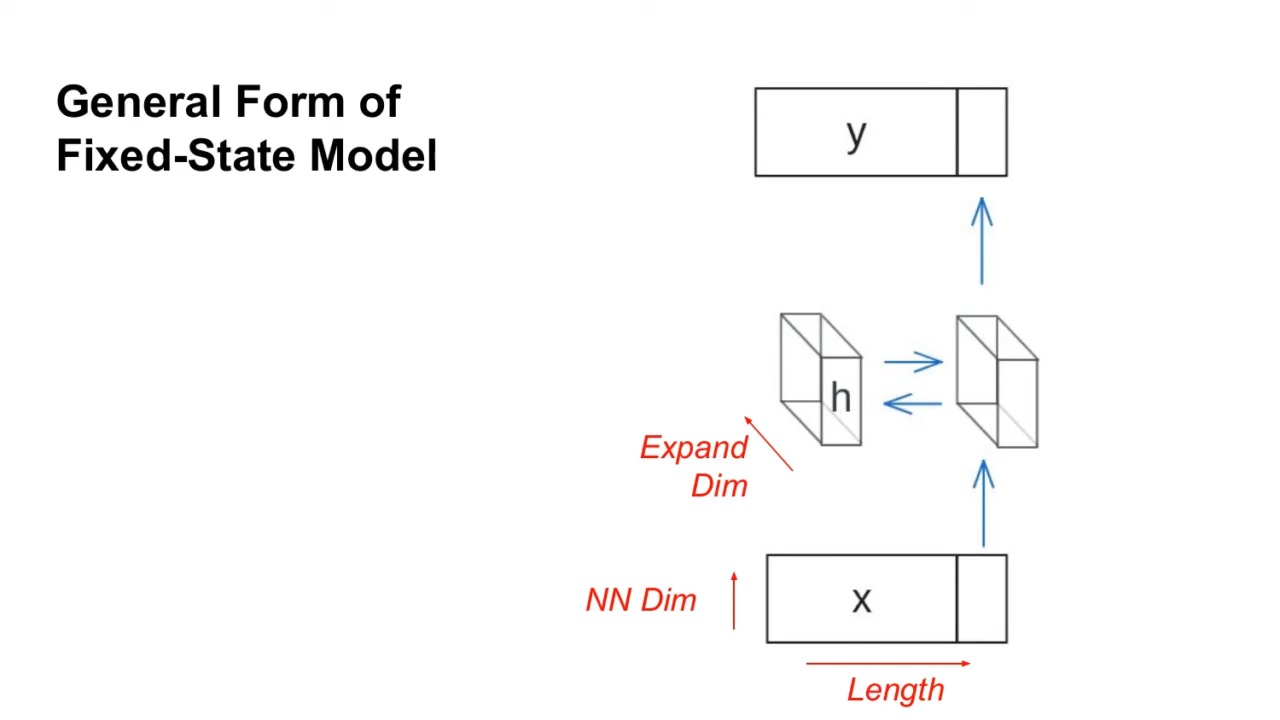 General Form of
Fixed-State Model
y
h
Expand
Dim
NN Dim
x
Length